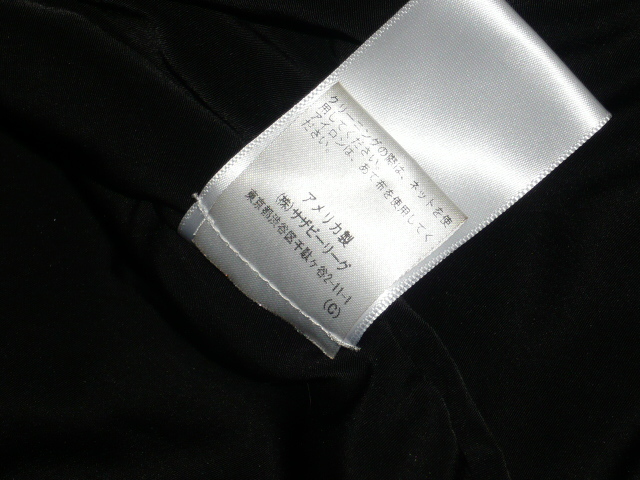 クリーニングの際は、ネットを使
用してください。
アイロンは、あて布を使用してく
ださい。
アメリカ製
(株)サザビーリーグ
東京都渋谷区千駄ヶ谷2-11-1
(C)